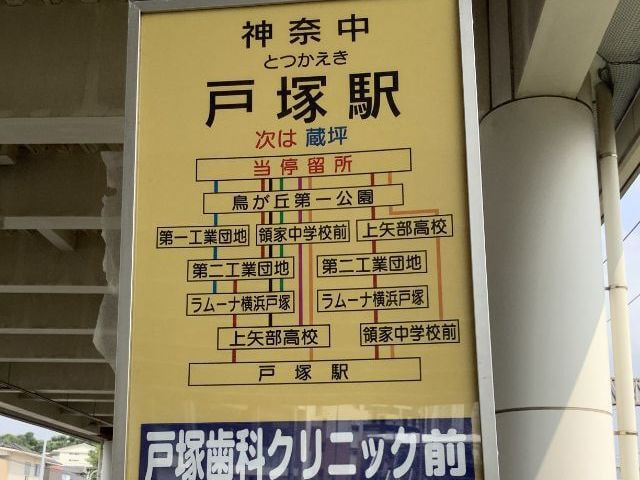 神奈中
とつかえき
戸塚駅
次は 蔵坪
当停留所
鳥が丘第一公園
第一工業団地 領家中学校前 上矢部高校
第二工業団地 第二工業団地
ラムーナ横浜戸塚 ラムーナ横浜戸塚
上矢部高校 領家中学校前
戸塚駅
戸塚歯科クリニック前